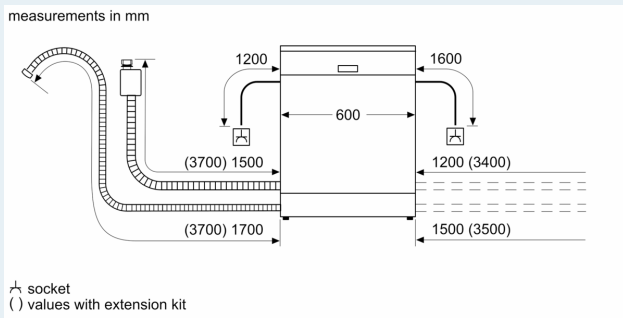 measurements in mm
1200
1600
600
(3700) 1500
1200 (3400)
(3700) 1700
1500 (3500)
socket
( ) values with extension kit